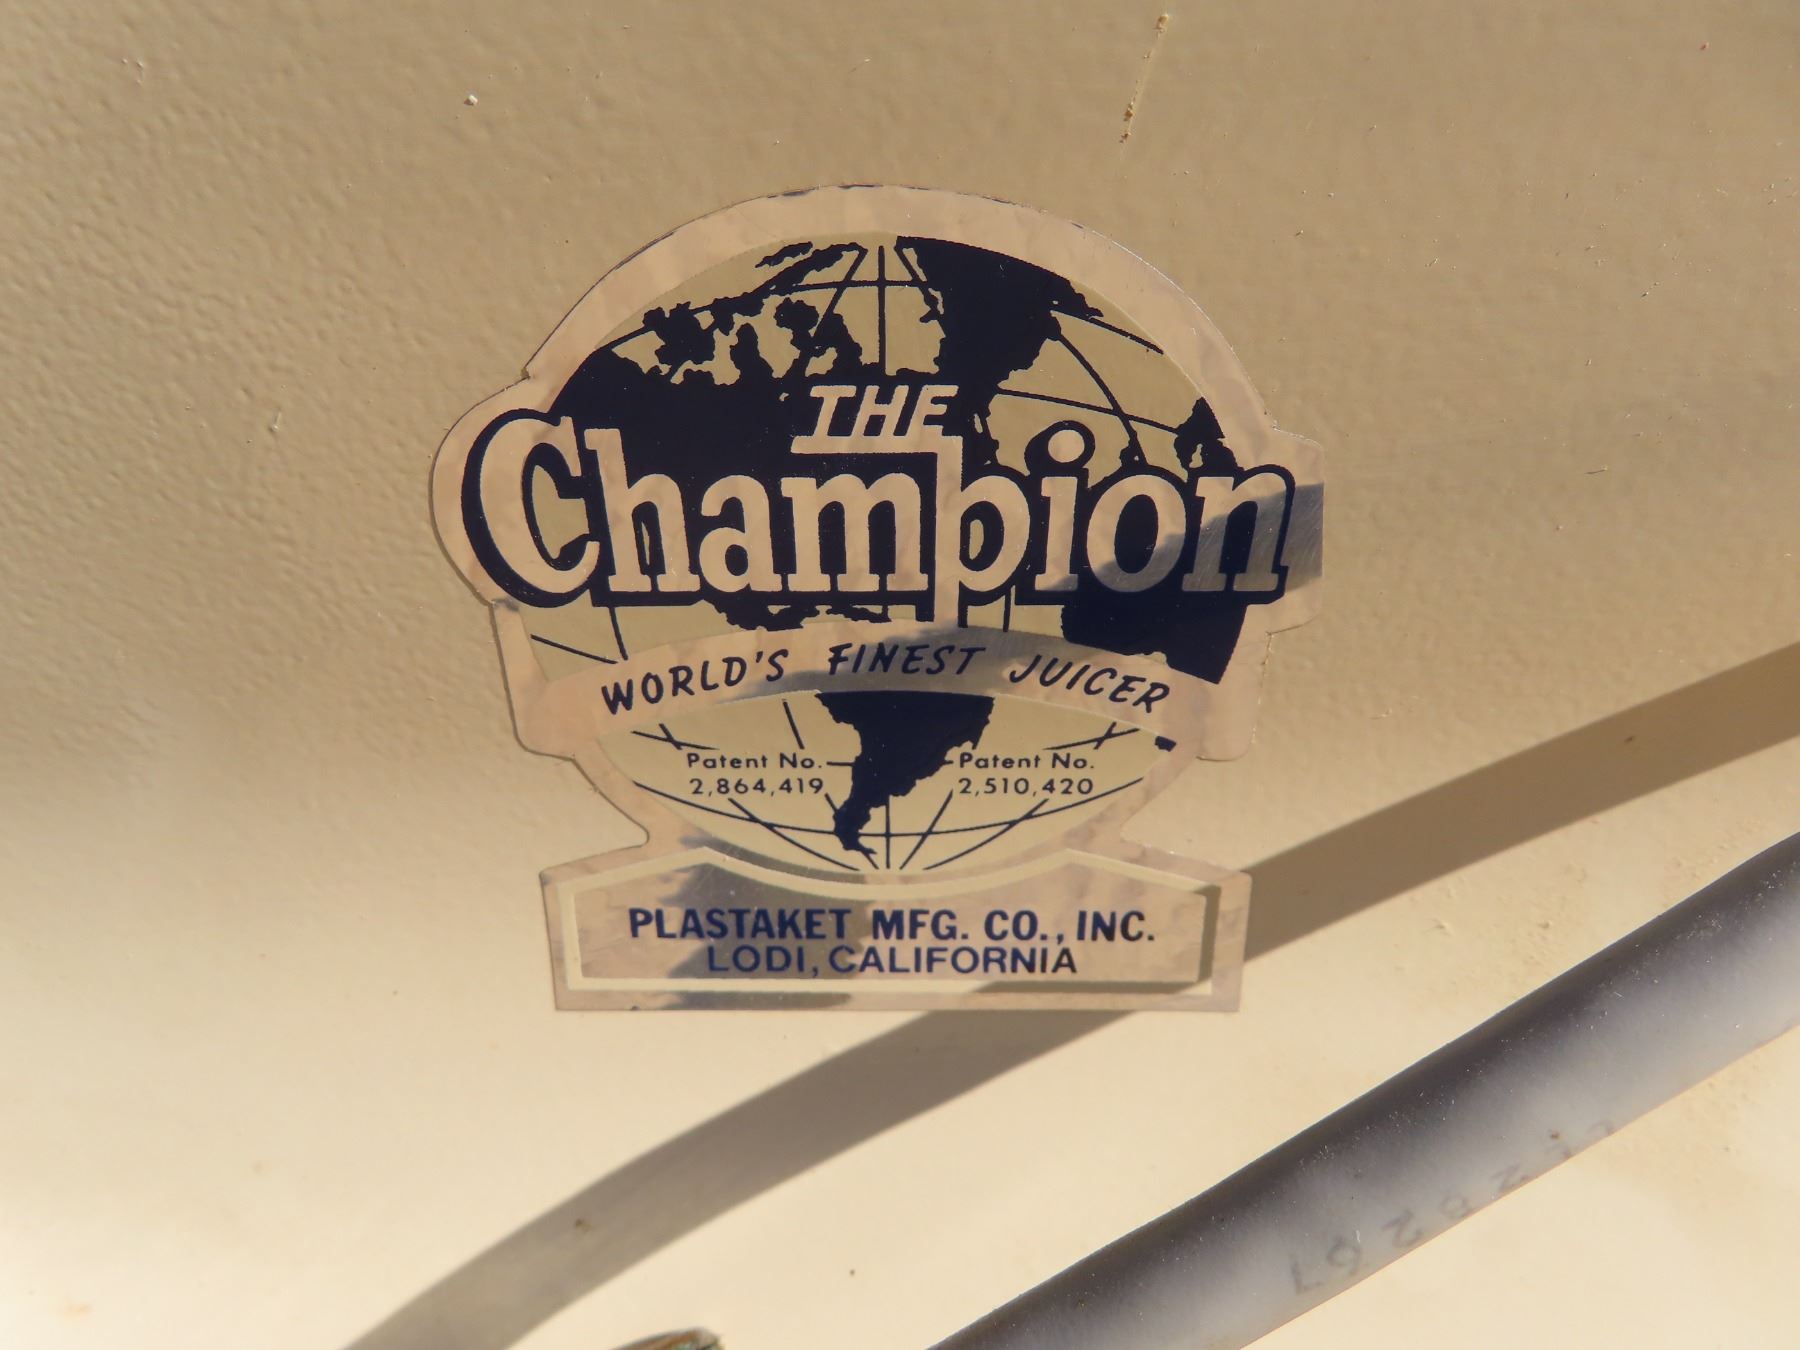 THE
Champion
WORLD'S FINEST JUICER
Patent No.
2,864,419
Patent No.
2,510,420
PLASTAKET MFG. CO., INC.
LODI, CALIFORNIA